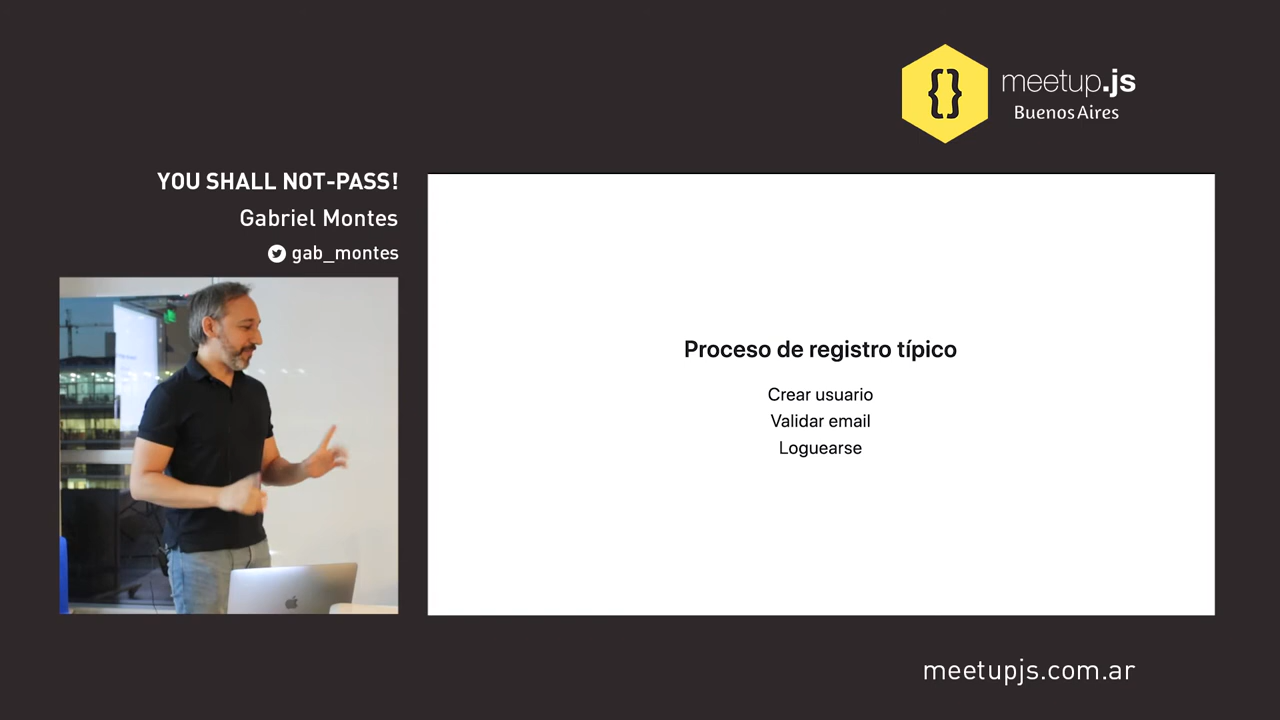 {}
meetup.js
Buenos Aires
YOU SHALL NOT-PASS!
Gabriel Montes
gab_montes
Proceso de registro típico
Crear usuario
Validar email
Loguearse
meetupjs.com.ar